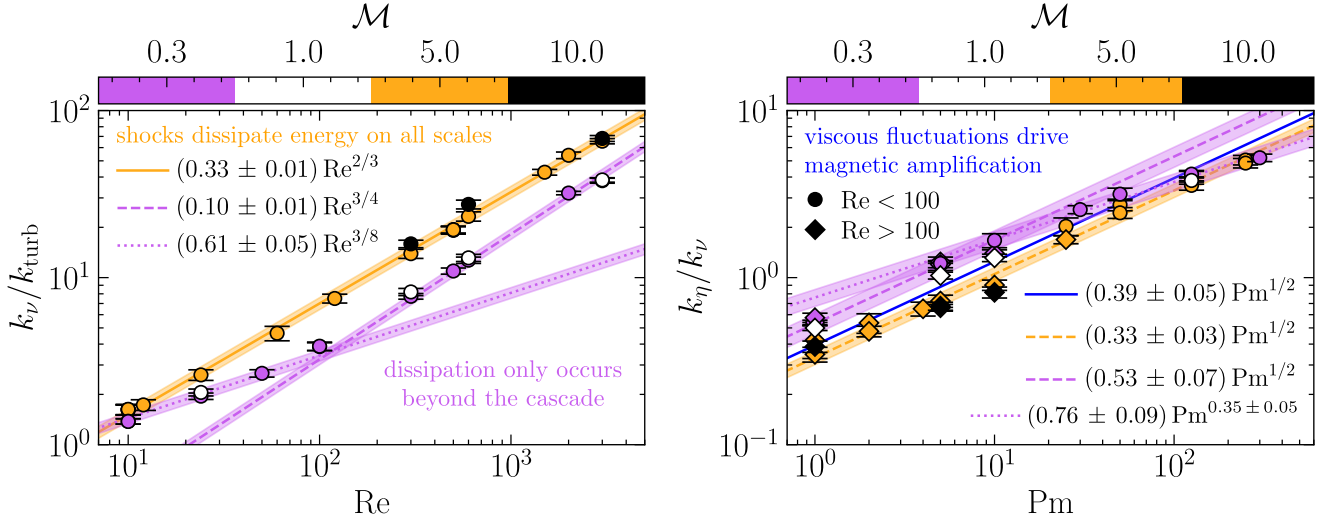 ℳ
0.3 1.0 5.0 10.0
10²
10¹
10⁰
k_ν/k_turb
shocks dissipate energy on all scales
(0.33 ± 0.01) Re^{2/3}
(0.10 ± 0.01) Re^{3/4}
(0.61 ± 0.05) Re^{3/8}
dissipation only occurs
beyond the cascade
10¹ 10² 10³
Re
ℳ
0.3 1.0 5.0 10.0
10¹
10⁰
10⁻¹
k_η/k_ν
viscous fluctuations drive
magnetic amplification
Re < 100
Re > 100
(0.39 ± 0.05) Pm^{1/2}
(0.33 ± 0.03) Pm^{1/2}
(0.53 ± 0.07) Pm^{1/2}
(0.76 ± 0.09) Pm^{0.35 ± 0.05}
10⁰ 10¹ 10²
Pm